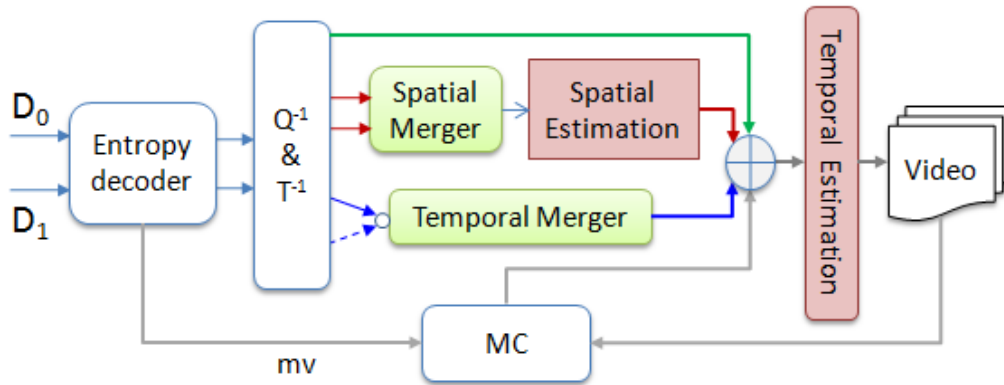 D0
D1
Entropy
decoder
Q-1
&
T-1
Spatial
Merger
Spatial
Estimation
Temporal Merger
Temporal Estimation
Video
MC
mv